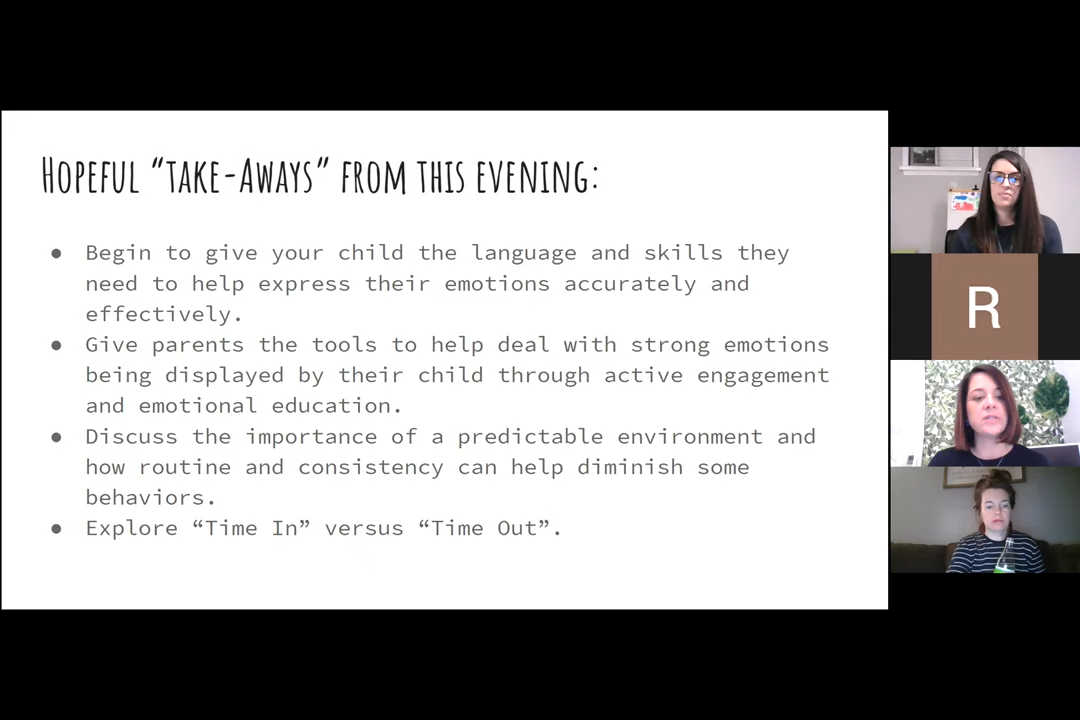 Hopeful “take-Aways” from this evening:
● Begin to give your child the language and skills they
need to help express their emotions accurately and
effectively.
● Give parents the tools to help deal with strong emotions
being displayed by their child through active engagement
and emotional education.
● Discuss the importance of a predictable environment and
how routine and consistency can help diminish some
behaviors.
● Explore “Time In” versus “Time Out”.
R